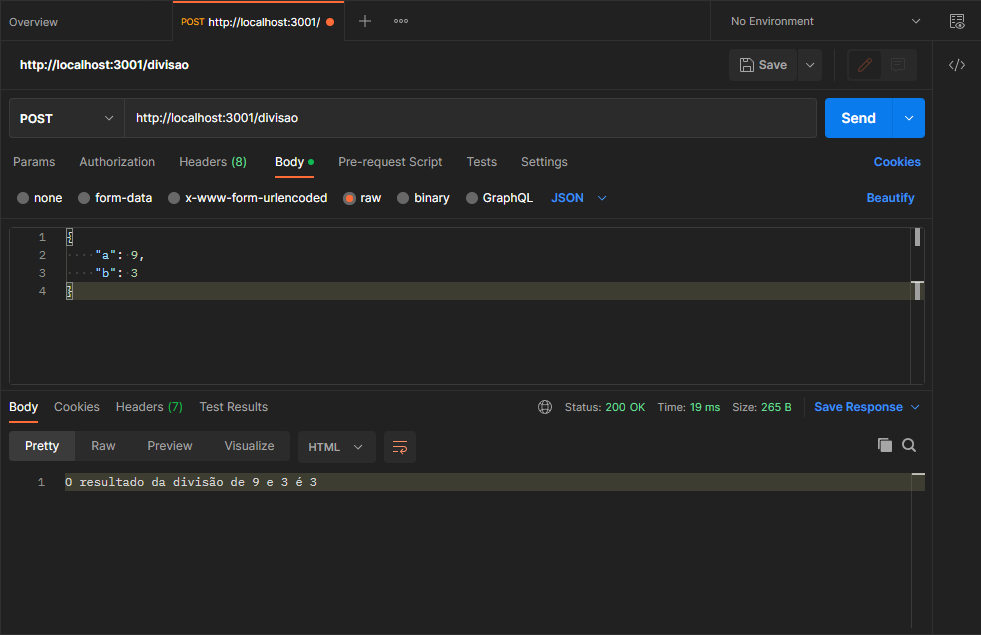 Overview
POST http://localhost:3001/
No Environment
http://localhost:3001/divisao
Save
POST
http://localhost:3001/divisao
Send
Params Authorization Headers (8) Body Pre-request Script Tests Settings Cookies
none form-data x-www-form-urlencoded raw binary GraphQL JSON Beautify
1 {
2 "a": 9,
3 "b": 3
4 }
Body Cookies Headers (7) Test Results Status: 200 OK Time: 19 ms Size: 265 B Save Response
Pretty Raw Preview Visualize HTML
1 O resultado da divisão de 9 e 3 é 3